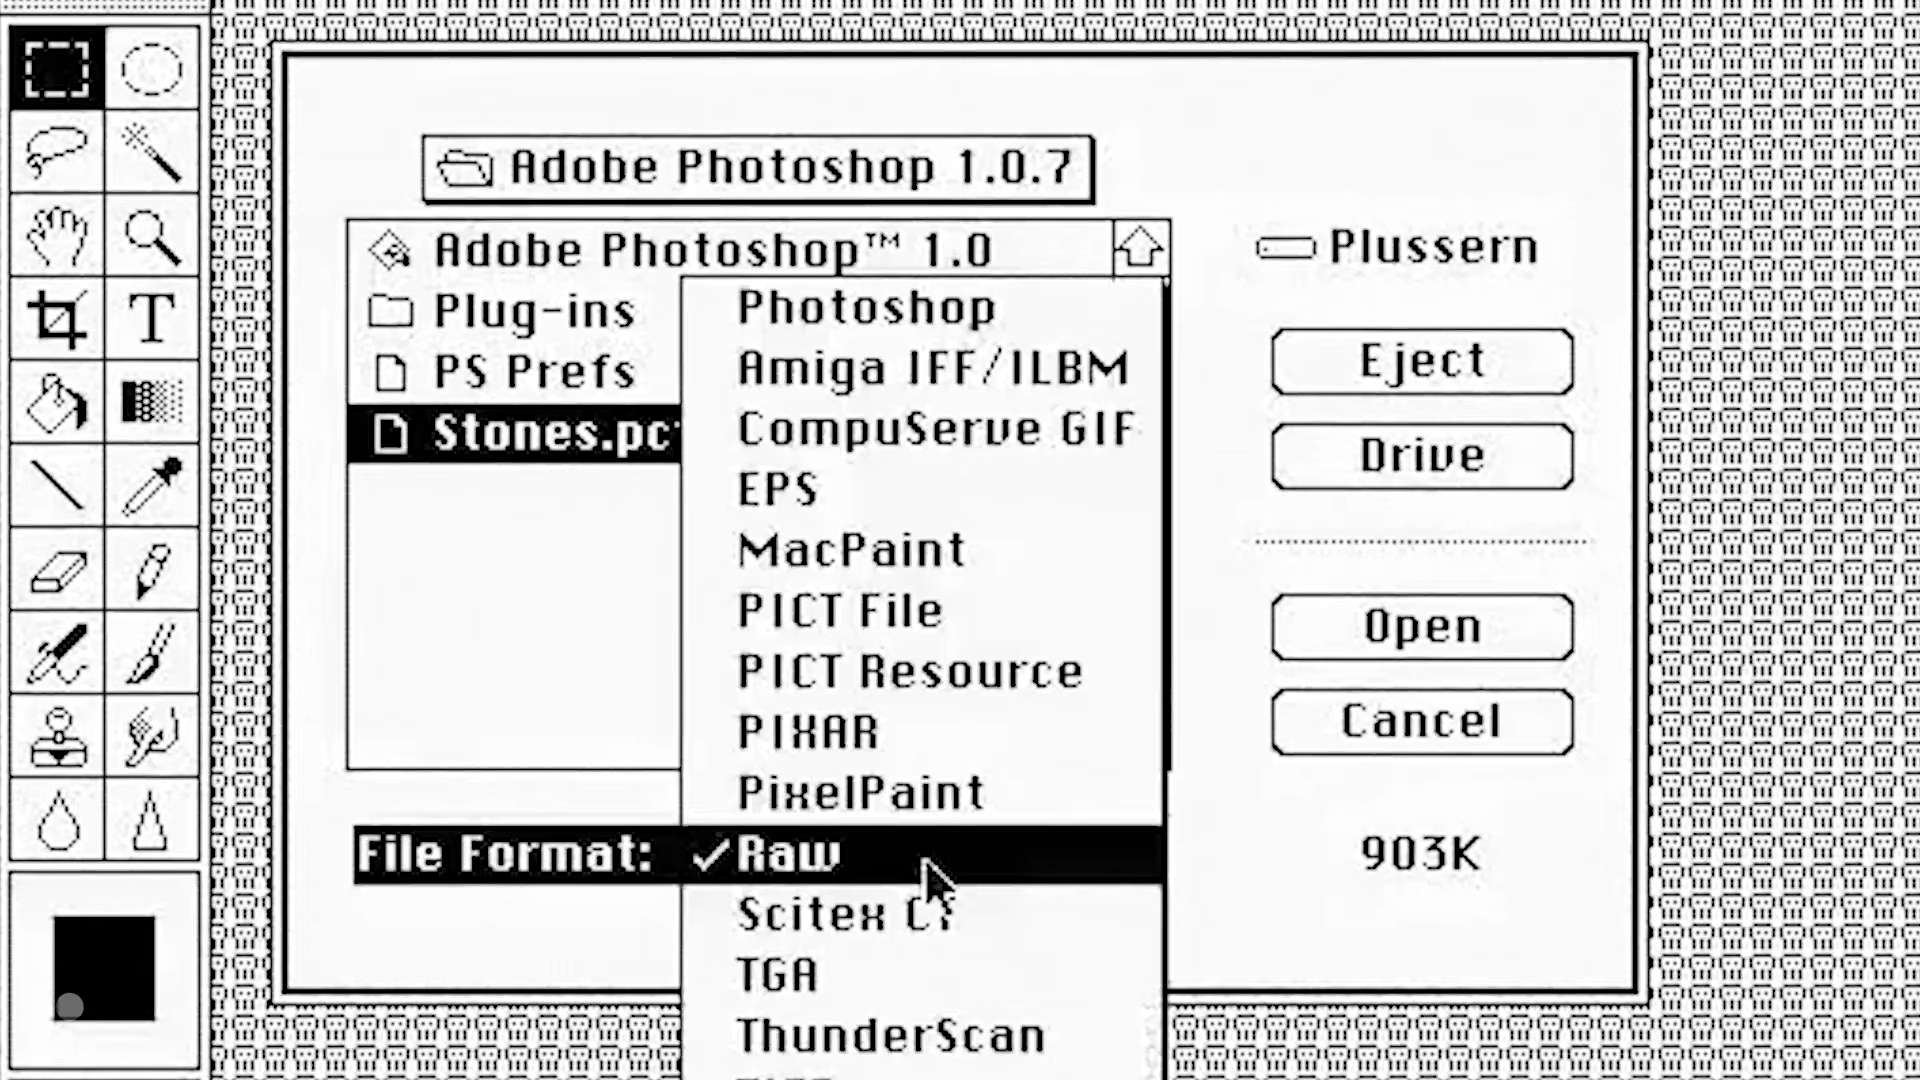 Adobe Photoshop 1.0.7
Adobe Photoshop™ 1.0
Plug-ins
PS Prefs
Stones.pc
Photoshop
Amiga IFF/ILBM
CompuServe GIF
EPS
MacPaint
PICT File
PICT Resource
PIXAR
PixelPaint
File Format: ✓Raw
Scitex
TGA
ThunderScan
Plussern
Eject
Drive
Open
Cancel
903K
T